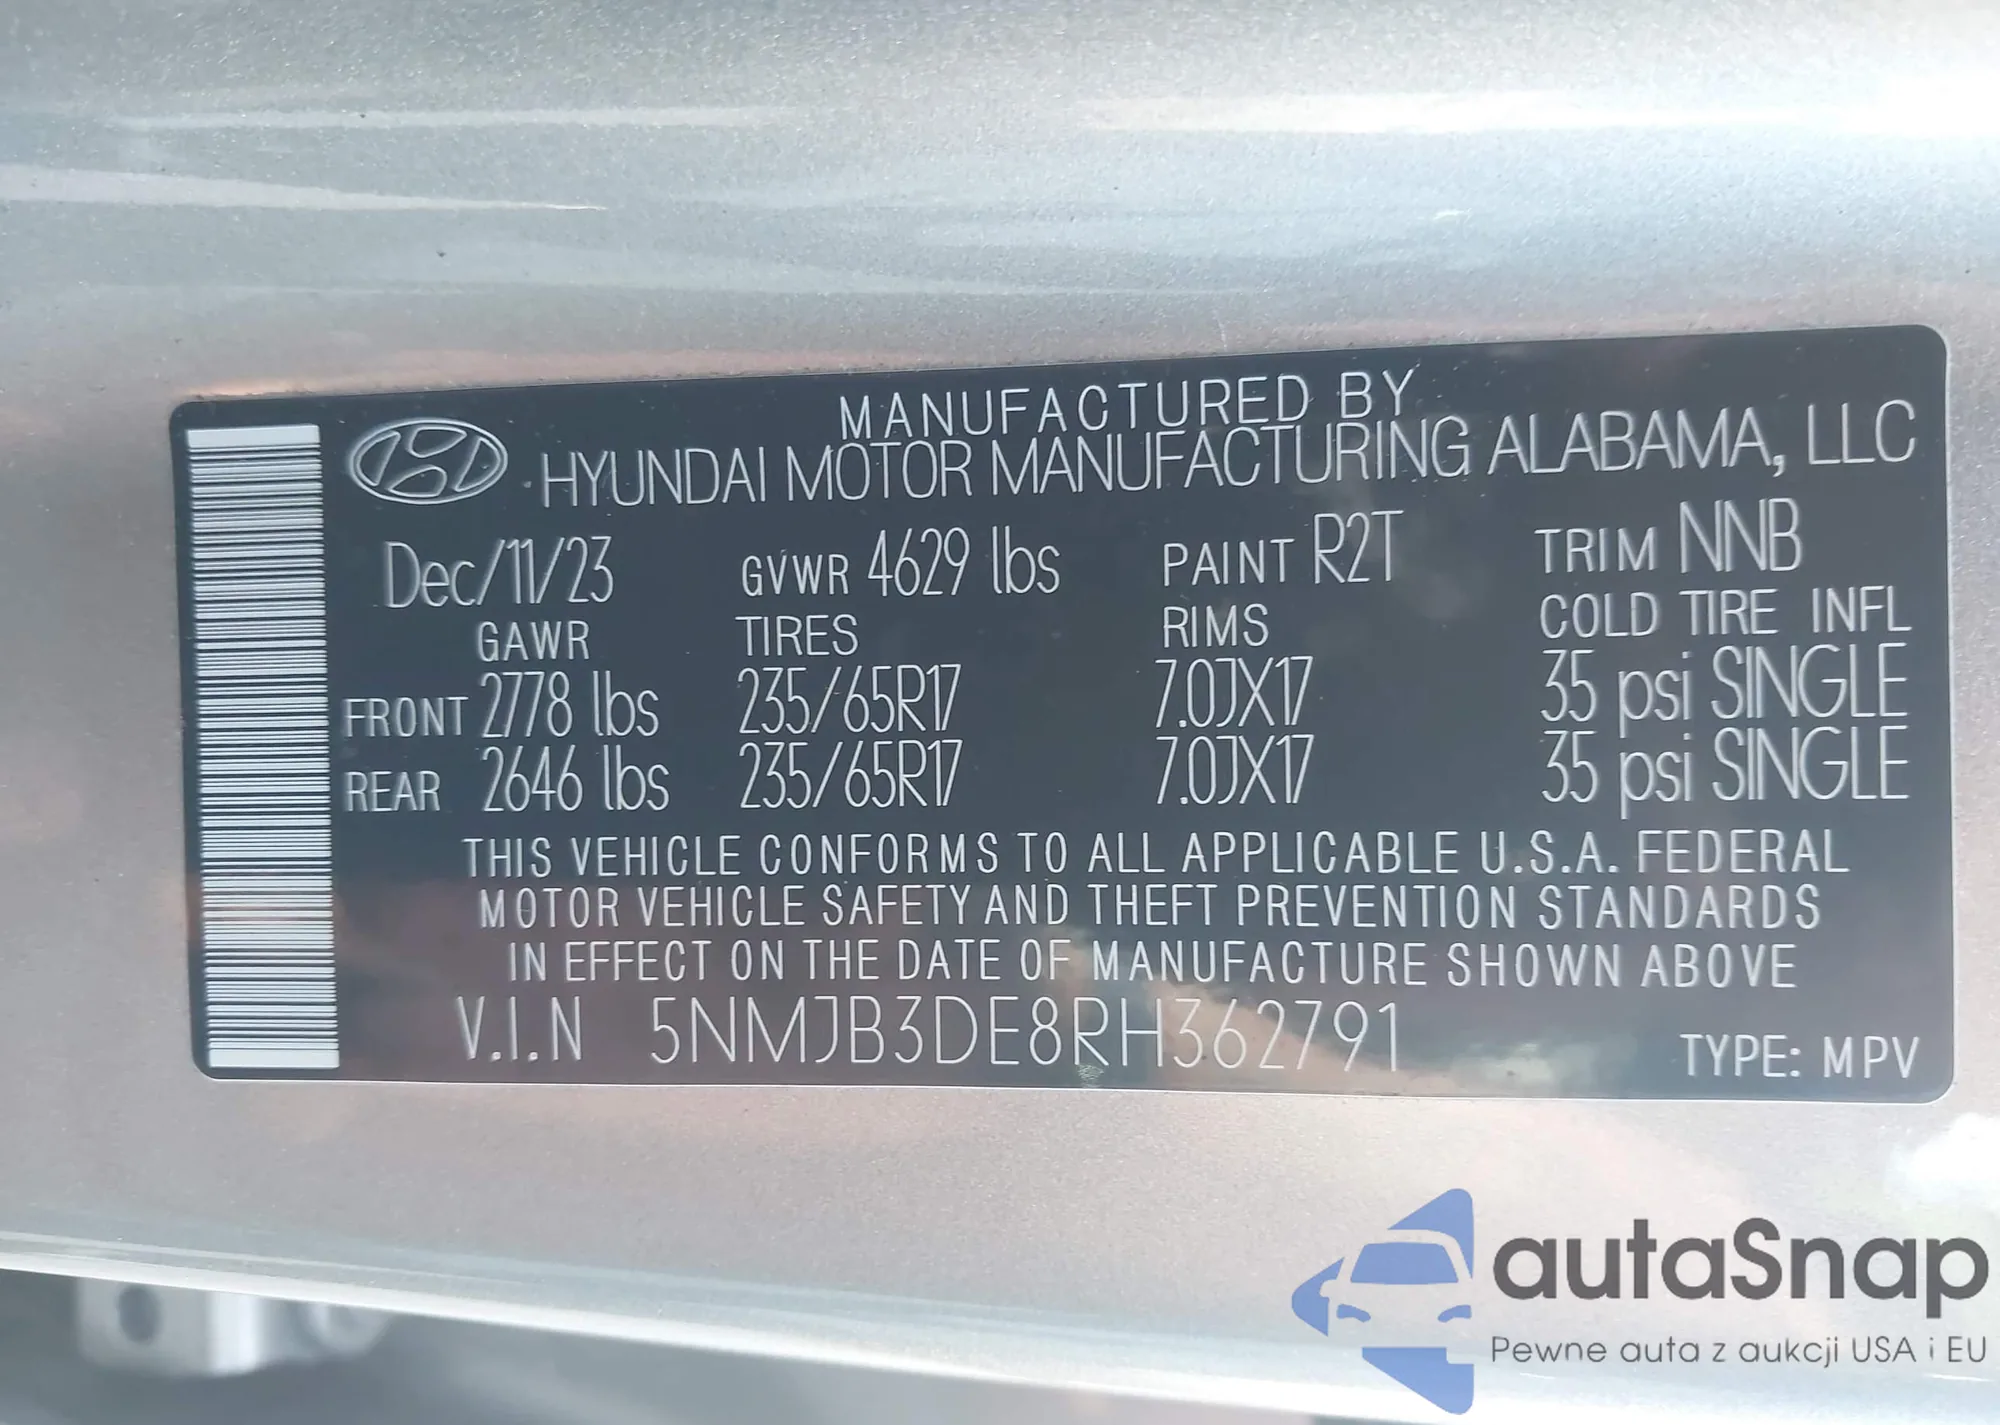 MANUFACTURED BY
HYUNDAI MOTOR MANUFACTURING ALABAMA, LLC
Dec/11/23 GVWR 4629 lbs PAINT R2T TRIM NNB
GAWR TIRES RIMS COLD TIRE INFL
FRONT 2778 lbs 235/65R17 7.0JX17 35 psi SINGLE
REAR 2646 lbs 235/65R17 7.0JX17 35 psi SINGLE
THIS VEHICLE CONFORMS TO ALL APPLICABLE U.S.A. FEDERAL
MOTOR VEHICLE SAFETY AND THEFT PREVENTION STANDARDS
IN EFFECT ON THE DATE OF MANUFACTURE SHOWN ABOVE
V.I.N 5NMJB3DE8RH362791 TYPE: MPV
autaSnap
Pewne auta z aukcji USA i EU